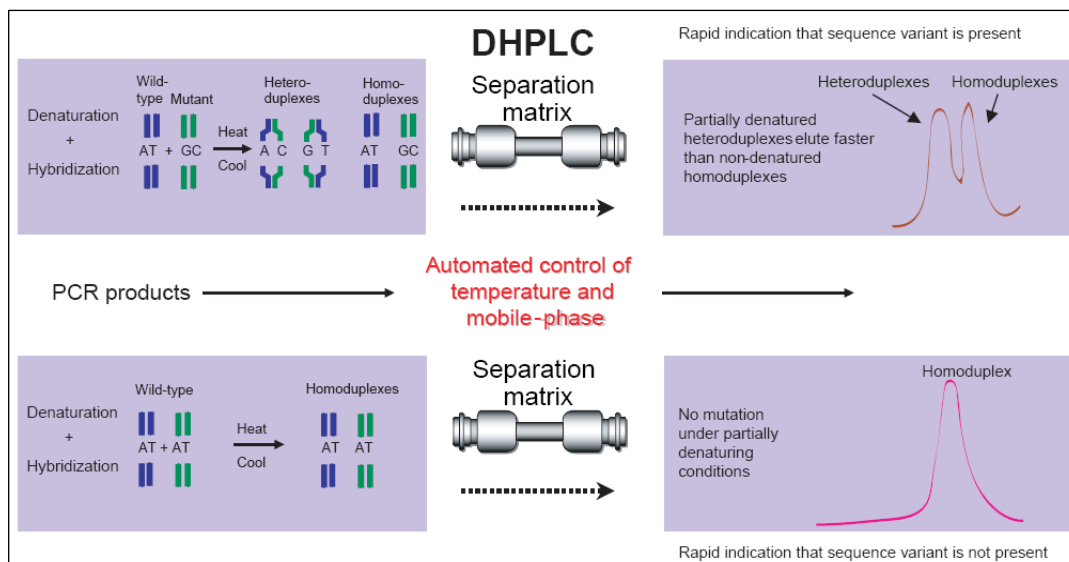 DHPLC
Rapid indication that sequence variant is present
Wild-
type Mutant
Hetero-
duplexes
Homo-
duplexes
Denaturation
+
Hybridization
AT + GC
Heat
Cool
A C G T AT GC
Separation
matrix
Heteroduplexes Homoduplexes
Partially denatured
heteroduplexes elute faster
than non-denatured
homoduplexes
PCR products
Automated control of
temperature and
mobile-phase
Wild-type
Homoduplexes
Denaturation
+
Hybridization
AT + AT
Heat
Cool
AT AT
Separation
matrix
Homoduplex
No mutation
under partially
denaturing
conditions
Rapid indication that sequence variant is not present